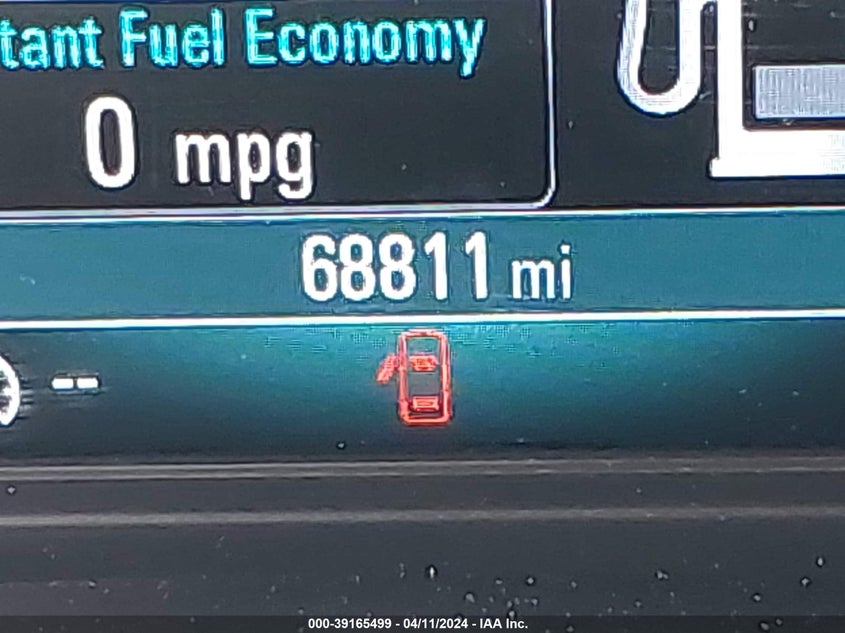 tant Fuel Economy
0 mpg
68811 mi
--
000-39165499 - 04/11/2024 - IAA Inc.